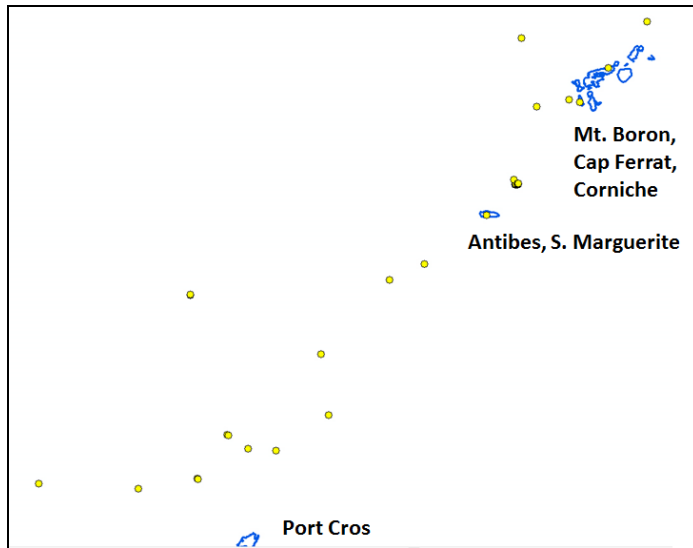 Mt. Boron,
Cap Ferrat,
Corniche
Antibes, S. Marguerite
Port Cros